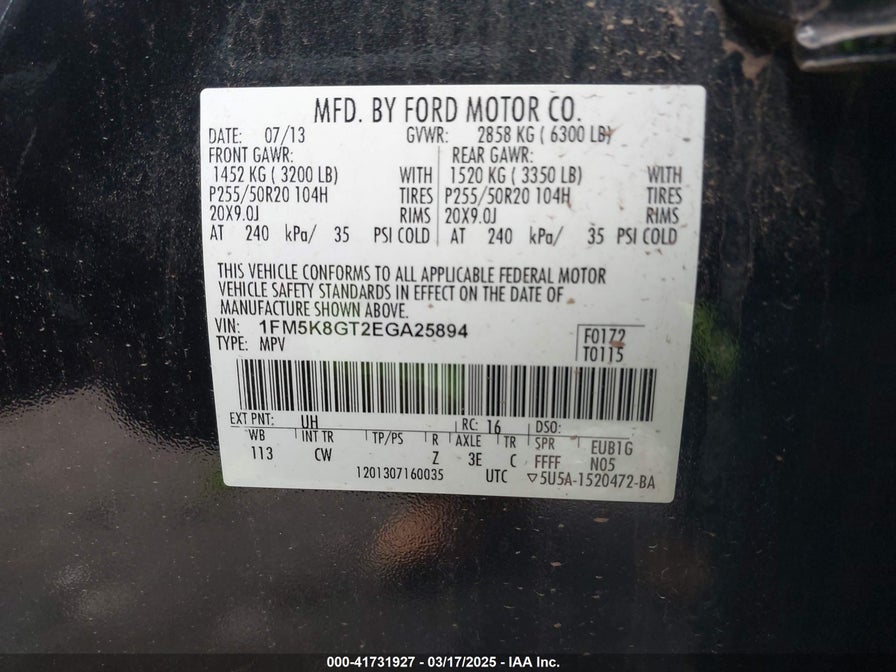 MFD. BY FORD MOTOR CO.
DATE: 07/13 GVWR: 2858 KG ( 6300 LB)
FRONT GAWR: REAR GAWR:
1452 KG ( 3200 LB) WITH 1520 KG ( 3350 LB) WITH
P255/50R20 104H TIRES P255/50R20 104H TIRES
20X9.0J RIMS 20X9.0J RIMS
AT 240 kPa/ 35 PSI COLD AT 240 kPa/ 35 PSI COLD
THIS VEHICLE CONFORMS TO ALL APPLICABLE FEDERAL MOTOR
VEHICLE SAFETY STANDARDS IN EFFECT ON THE DATE OF
MANUFACTURE SHOWN ABOVE.
VIN: 1FM5K8GT2EGA25894
TYPE: MPV
F0172
T0115
EXT PNT: UH RC: 16 DSO:
WB INT TR TP/PS R AXLE TR SPR EUB1G
113 CW Z 3E C FFFF N05
1201307160035 UTC ▽5U5A-1520472-BA
000-41731927 - 03/17/2025 - IAA Inc.